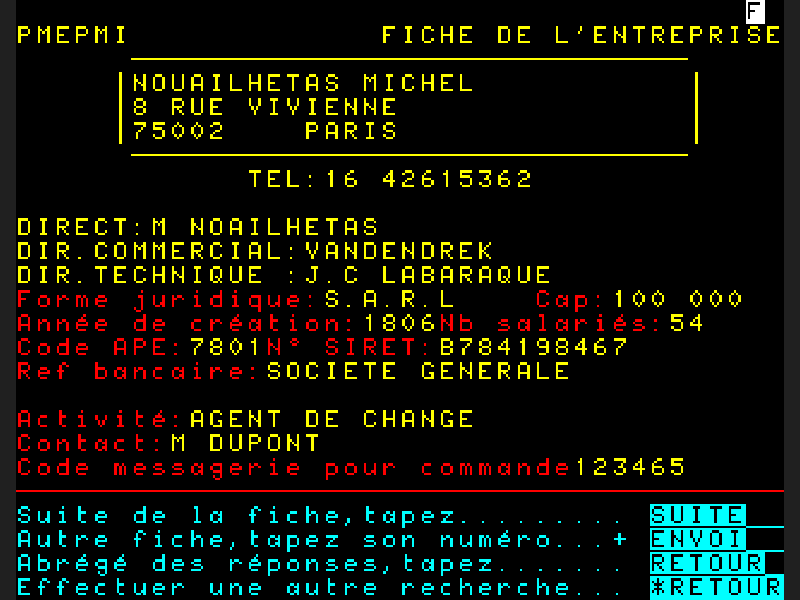 F
PMEPMI FICHE DE L'ENTREPRISE
NOUAILHETAS MICHEL
8 RUE VIVIENNE
75002 PARIS
TEL:16 42615362
DIRECT:M NOAILHETAS
DIR.COMMERCIAL:VANDENDREK
DIR.TECHNIQUE :J.C LABARAQUE
Forme juridique:S.A.R.L Cap:100 000
Année de création:1806Nb salariés:54
Code APE:7801N° SIRET:B784198467
Ref bancaire:SOCIETE GENERALE
Activité:AGENT DE CHANGE
Contact:M DUPONT
Code messagerie pour commande123465
Suite de la fiche,tapez......... SUITE
Autre fiche,tapez son numéro...+ ENVOI
Abrégé des réponses,tapez....... RETOUR
Effectuer une autre recherche... *RETOUR